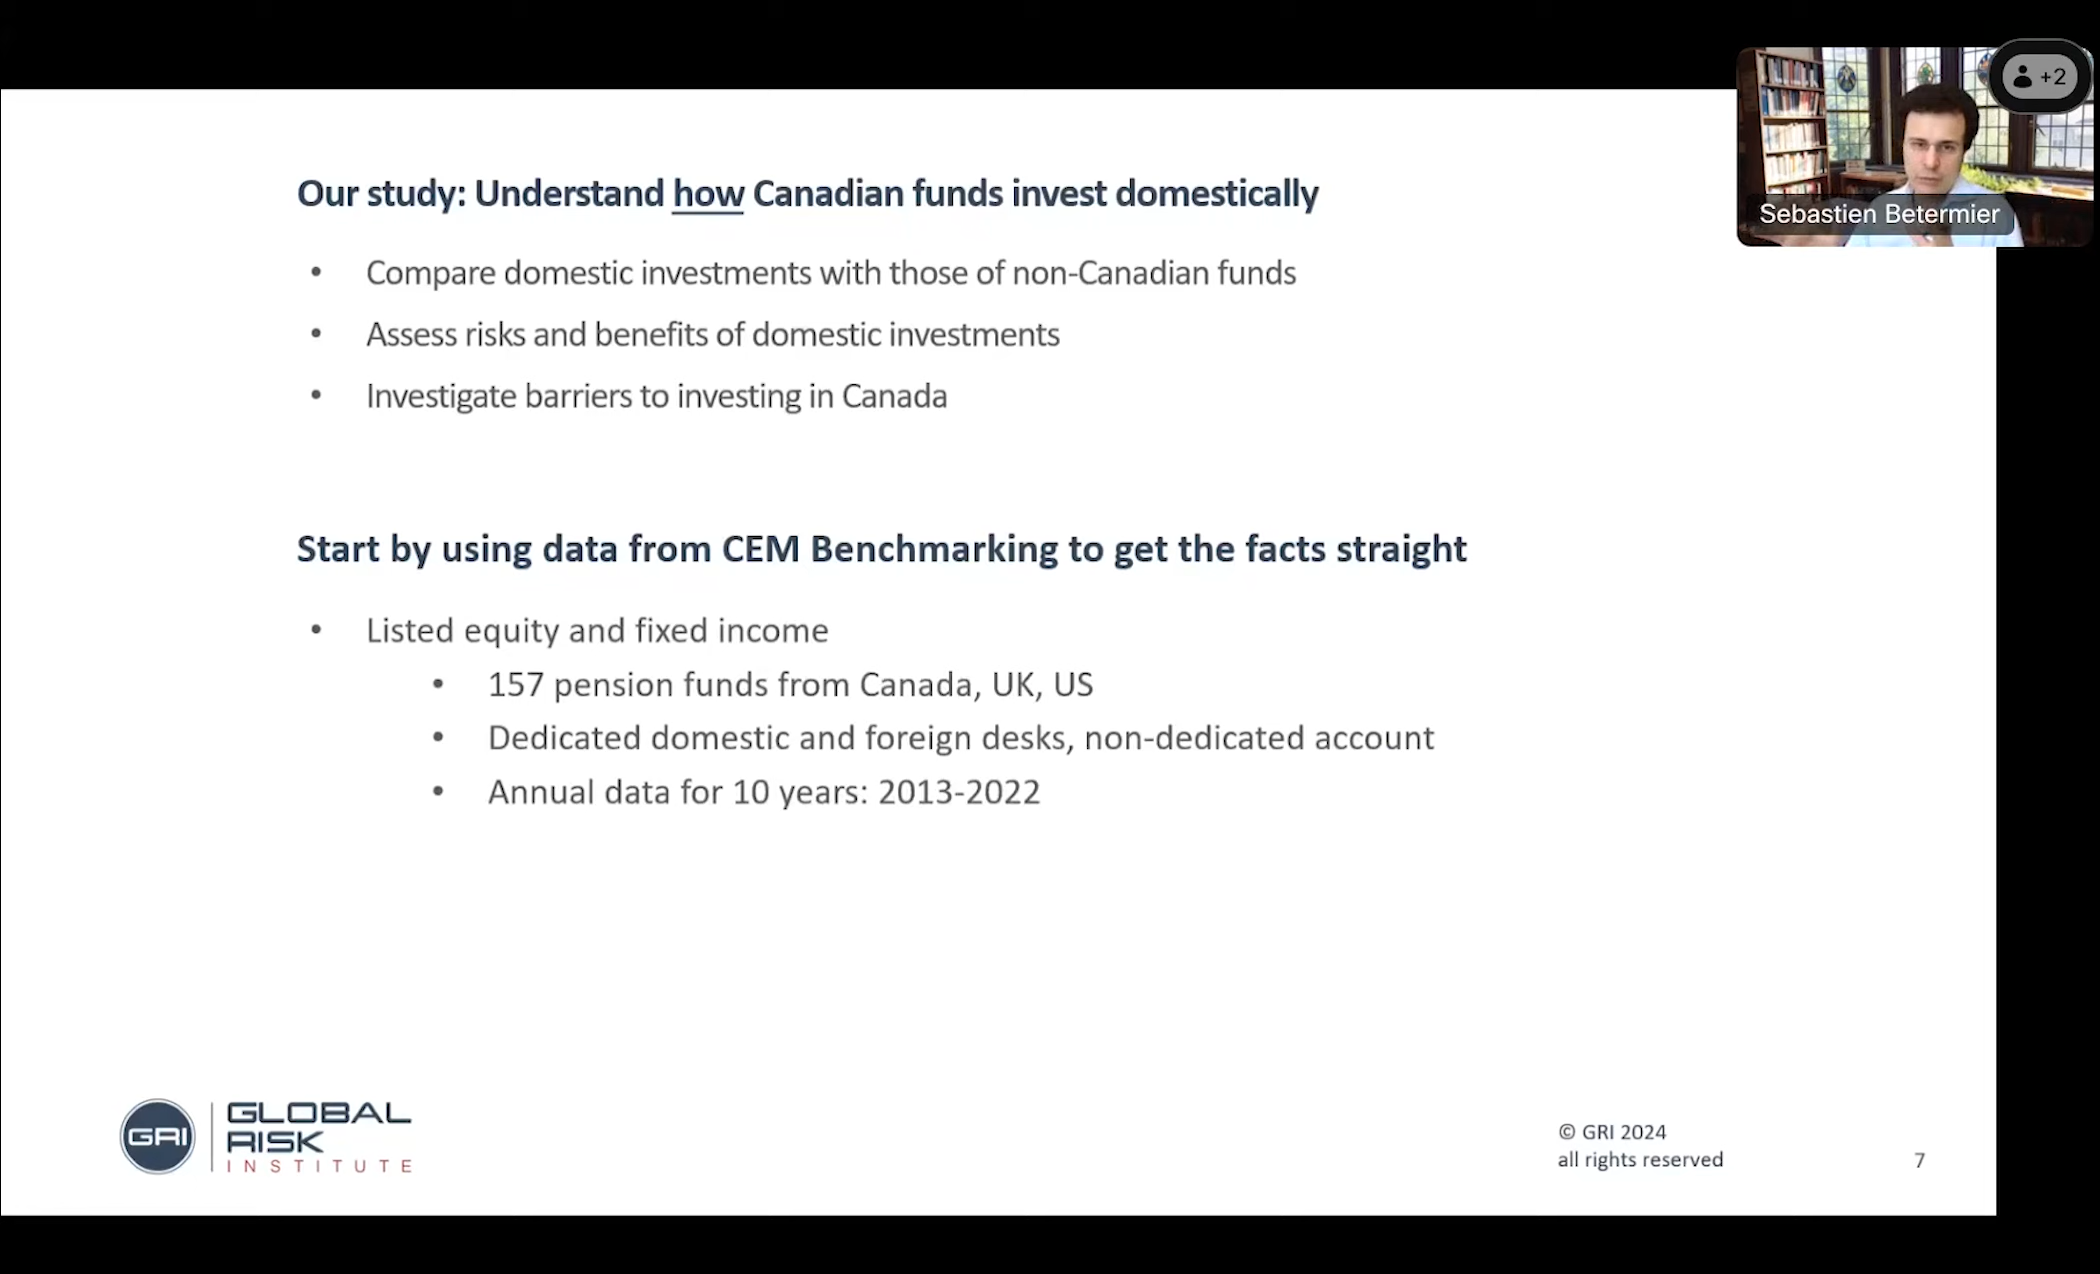 +2
Sebastien Betermier
Our study: Understand how Canadian funds invest domestically
• Compare domestic investments with those of non-Canadian funds
• Assess risks and benefits of domestic investments
• Investigate barriers to investing in Canada
Start by using data from CEM Benchmarking to get the facts straight
• Listed equity and fixed income
• 157 pension funds from Canada, UK, US
• Dedicated domestic and foreign desks, non-dedicated account
• Annual data for 10 years: 2013-2022
GRI
GLOBAL
RISK
INSTITUTE
© GRI 2024
all rights reserved
7